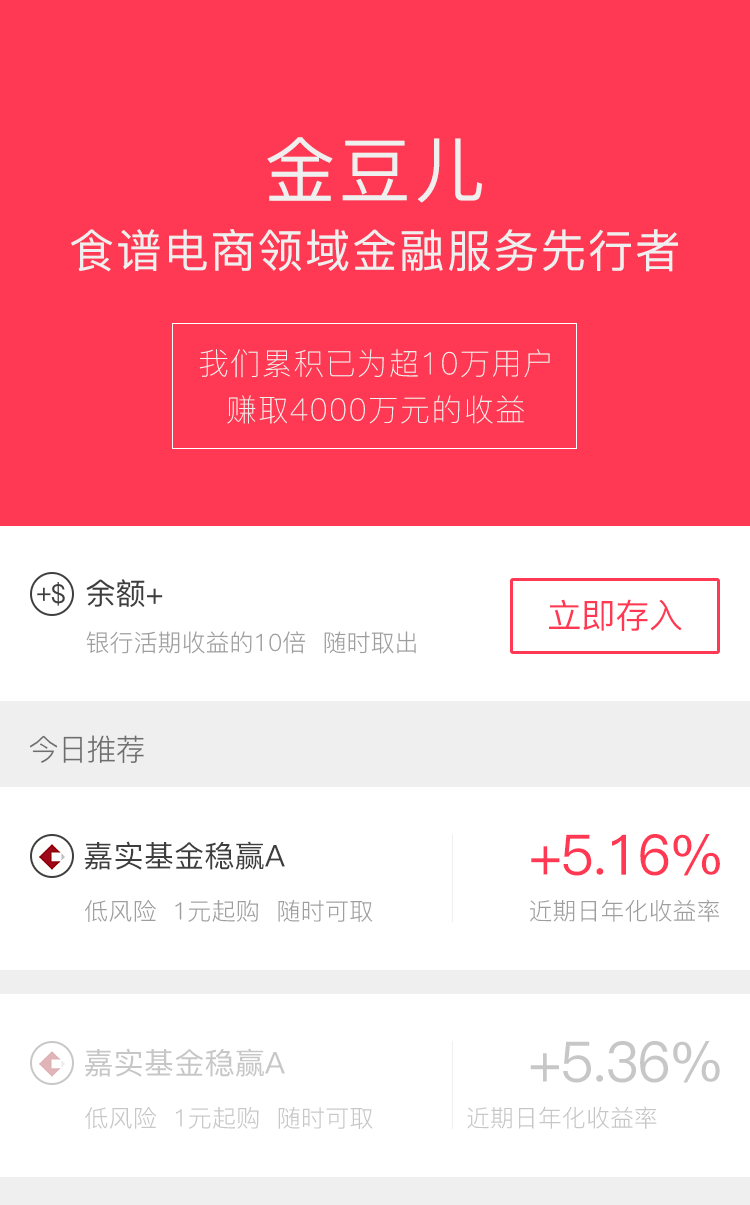 金豆儿
食谱电商领域金融服务先行者
我们累积已为超10万用户
赚取4000万元的收益
+$ 余额+
银行活期收益的10倍 随时取出
立即存入
今日推荐
嘉实基金稳赢A
+5.16%
低风险 1元起购 随时可取
近期日年化收益率
嘉实基金稳赢A
+5.36%
低风险 1元起购 随时可取
近期日年化收益率